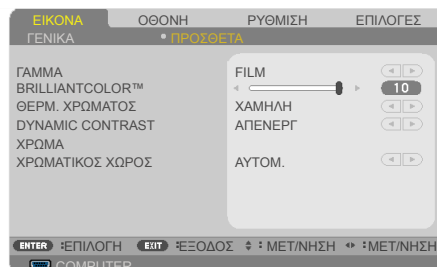 ΕΙΚΟΝΑ ΟΘΟΝΗ ΡΥΘΜΙΣΗ ΕΠΙΛΟΓΕΣ
ΓΕΝΙΚΑ • ΠΡΟΣΘΕΤΑ
ΓΑΜΜΑ FILM
BRILLIANTCOLOR™ 10
ΘΕΡΜ. ΧΡΩΜΑΤΟΣ ΧΑΜΗΛΗ
DYNAMIC CONTRAST ΑΠΕΝΕΡΓ
ΧΡΩΜΑ
ΧΡΩΜΑΤΙΚΟΣ ΧΩΡΟΣ ΑΥΤΟΜ.
ENTER :ΕΠΙΛΟΓΗ EXIT :ΕΞΟΔΟΣ :ΜΕΤ/ΝΗΣΗ :ΜΕΤ/ΝΗΣΗ
COMPUTER